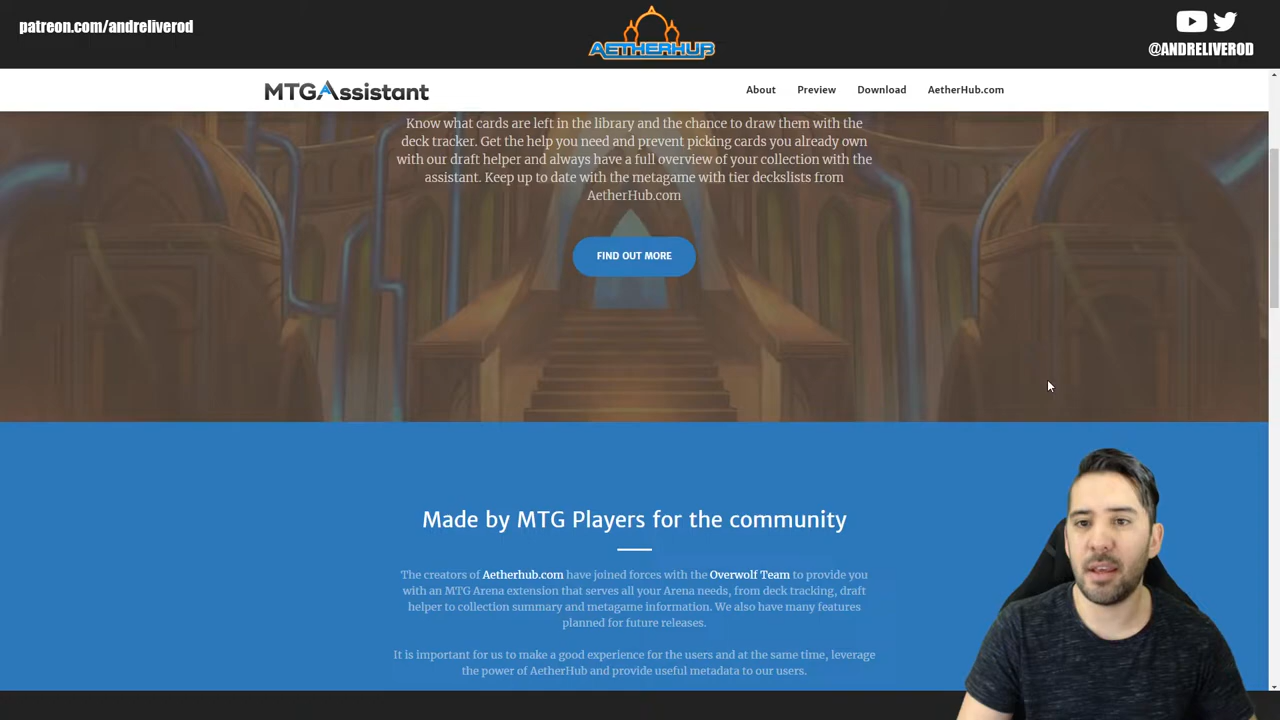 patreon.com/andreliverod
AETHERHUB
@ANDRELIVEROD
MTGAssistant
About
Preview
Download
AetherHub.com
Know what cards are left in the library and the chance to draw them with the
deck tracker. Get the help you need and prevent picking cards you already own
with our draft helper and always have a full overview of your collection with the
assistant. Keep up to date with the metagame with tier deckslists from
AetherHub.com
FIND OUT MORE
Made by MTG Players for the community
The creators of Aetherhub.com have joined forces with the Overwolf Team to provide you
with an MTG Arena extension that serves all your Arena needs, from deck tracking, draft
helper to collection summary and metagame information. We also have many features
planned for future releases.
It is important for us to make a good experience for the users and at the same time, leverage
the power of AetherHub and provide useful metadata to our users.